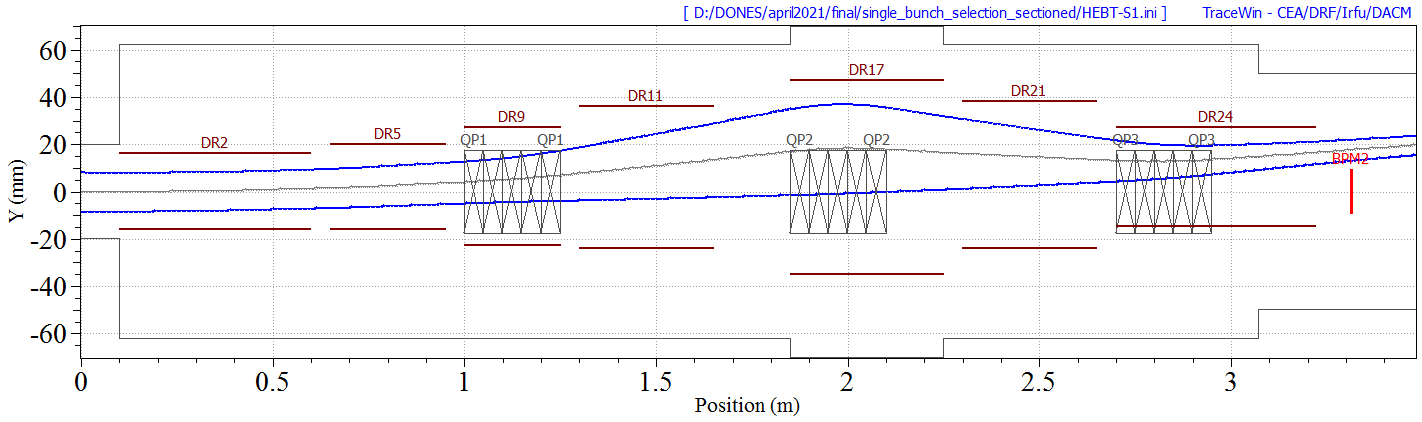 [ D:/DONES/april2021/final/single_bunch_selection_sectioned/HEBT-S1.ini ] TraceWin - CEA/DRF/Irfu/DACM
Y (mm)
60
40
20
0
-20
-40
-60
DR2
DR5
DR9
DR11
DR17
DR21
DR24
QP1 QP1
QP2 QP2
QP3 QP3
BPM2
0 0.5 1 1.5 2 2.5 3
Position (m)